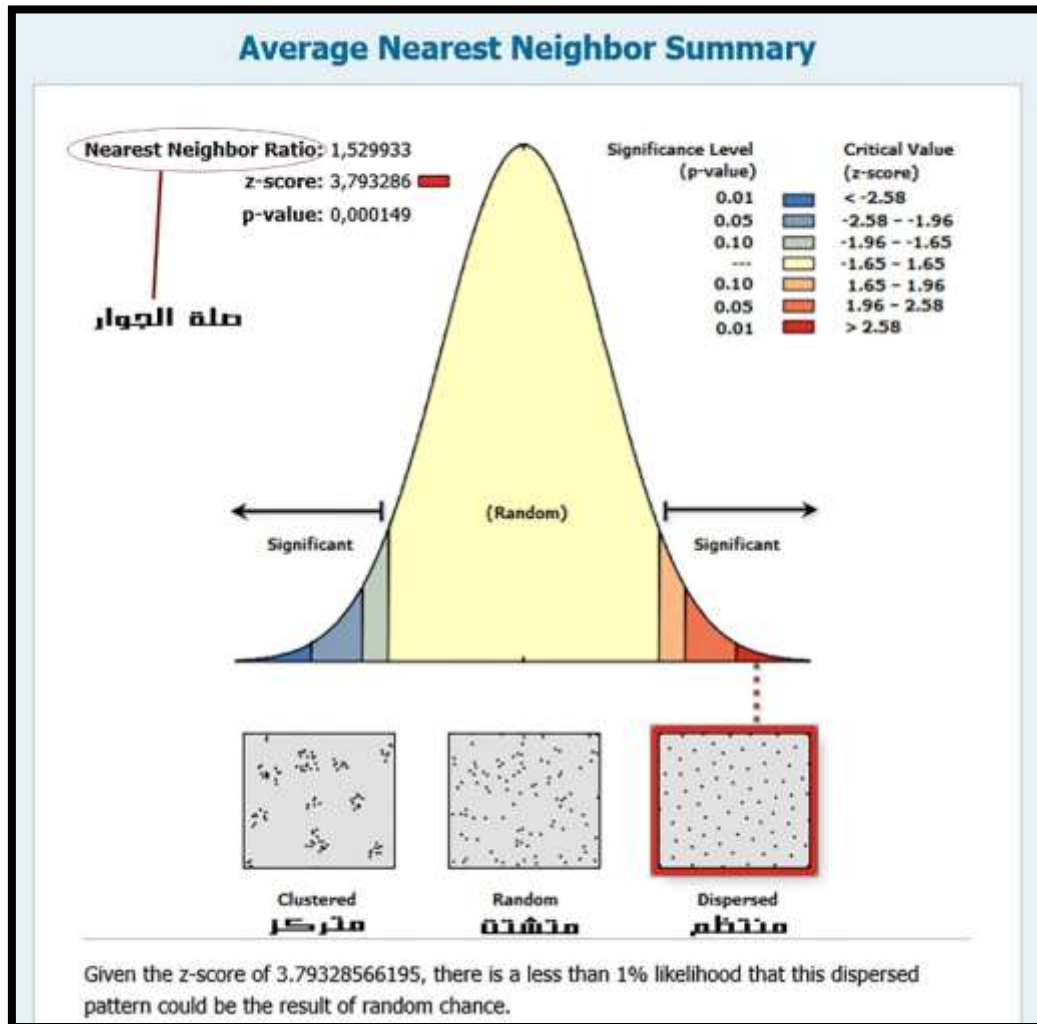 Average Nearest Neighbor Summary
Nearest Neighbor Ratio: 1,529933
z-score: 3,793286
p-value: 0,000149
صلة الجوار
Significance Level Critical Value
(p-value) (z-score)
0.01 < -2.58
0.05 -2.58 – -1.96
0.10 -1.96 – -1.65
--- -1.65 – 1.65
0.10 1.65 – 1.96
0.05 1.96 – 2.58
0.01 > 2.58
(Random)
Significant Significant
Clustered Random Dispersed
متركز متشتتة منتظم
Given the z-score of 3.79328566195, there is a less than 1% likelihood that this dispersed
pattern could be the result of random chance.